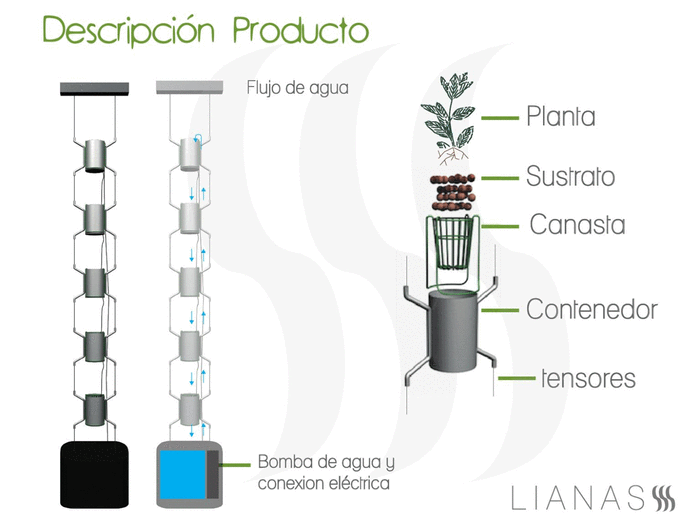 Descripción Producto
Flujo de agua
Planta
Sustrato
Canasta
Contenedor
tensores
Bomba de agua y
conexion eléctrica
LIANAS